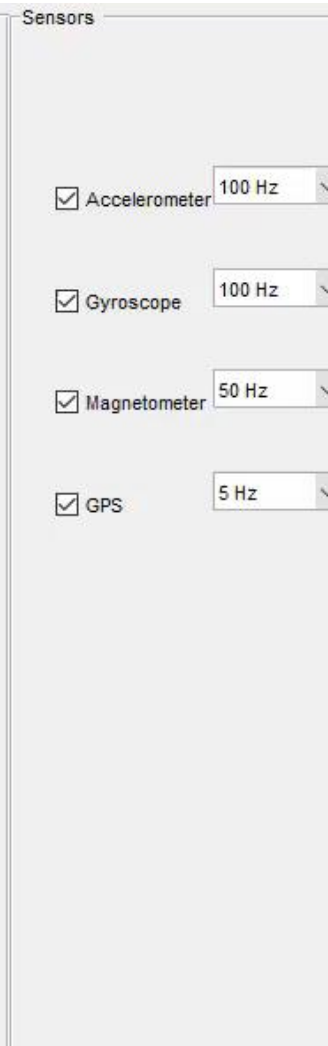 Sensors
Accelerometer 100 Hz
Gyroscope 100 Hz
Magnetometer 50 Hz
GPS 5 Hz